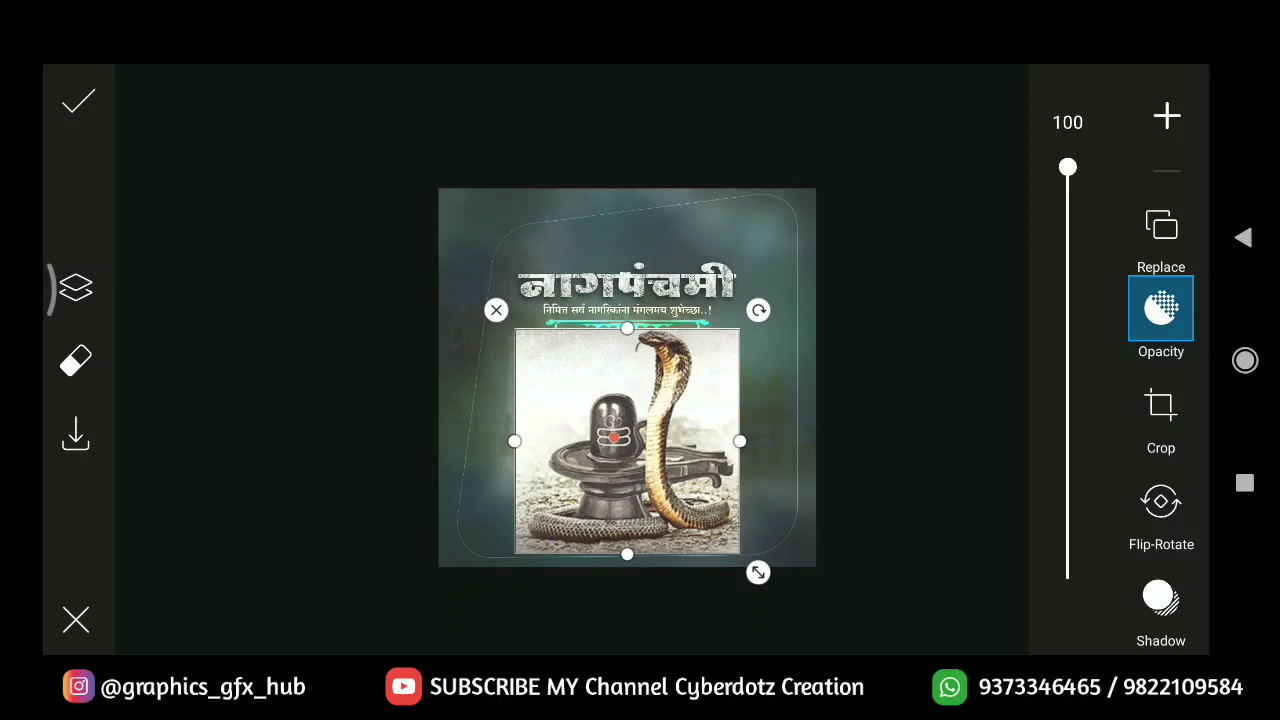 100
Replace
Opacity
Crop
Flip-Rotate
Shadow
नागपंचमी
निमित्त सर्व नागरिकांना मंगलमय शुभेच्छा..!
@graphics_gfx_hub
SUBSCRIBE MY Channel Cyberdotz Creation
9373346465 / 9822109584